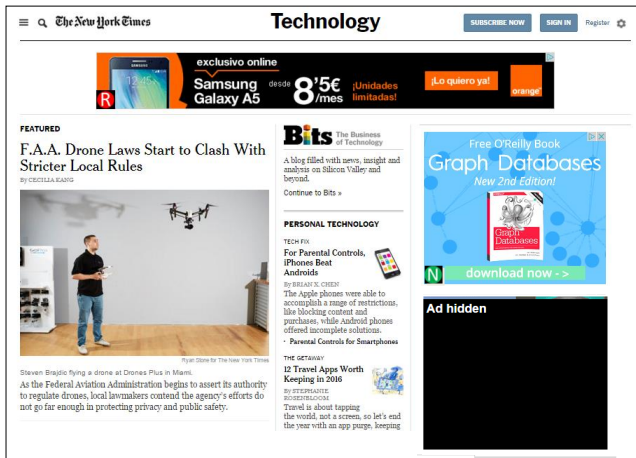 The New York Times
Technology
SUBSCRIBE NOW
SIGN IN
Register
exclusivo online
Samsung
Galaxy A5
desde
8'5€
/mes
¡Unidades
limitadas!
¡Lo quiero ya!
orange
R
FEATURED
F.A.A. Drone Laws Start to Clash With
Stricter Local Rules
By CECILIA KANG
Ryan Stone for The New York Times
Steven Brajdic flying a drone at Drones Plus in Miami.
As the Federal Aviation Administration begins to assert its authority
to regulate drones, local lawmakers contend the agency's efforts do
not go far enough in protecting privacy and public safety.
Bits
The Business
of Technology
A blog filled with news, insight and
analysis on Silicon Valley and
beyond.
Continue to Bits »
PERSONAL TECHNOLOGY
TECH FIX
For Parental Controls,
iPhones Beat
Androids
By BRIAN X. CHEN
The Apple phones were able to
accomplish a range of restrictions,
like blocking content and
purchases, while Android phones
offered incomplete solutions.
• Parental Controls for Smartphones
THE GETAWAY
12 Travel Apps Worth
Keeping in 2016
By STEPHANIE
ROSENBLOOM
Travel is about tapping
the world, not a screen, so let's end
the year with an app purge, keeping
Free O'Reilly Book
Graph Databases
New 2nd Edition!
Graph
Databases
N
download now - >
Ad hidden